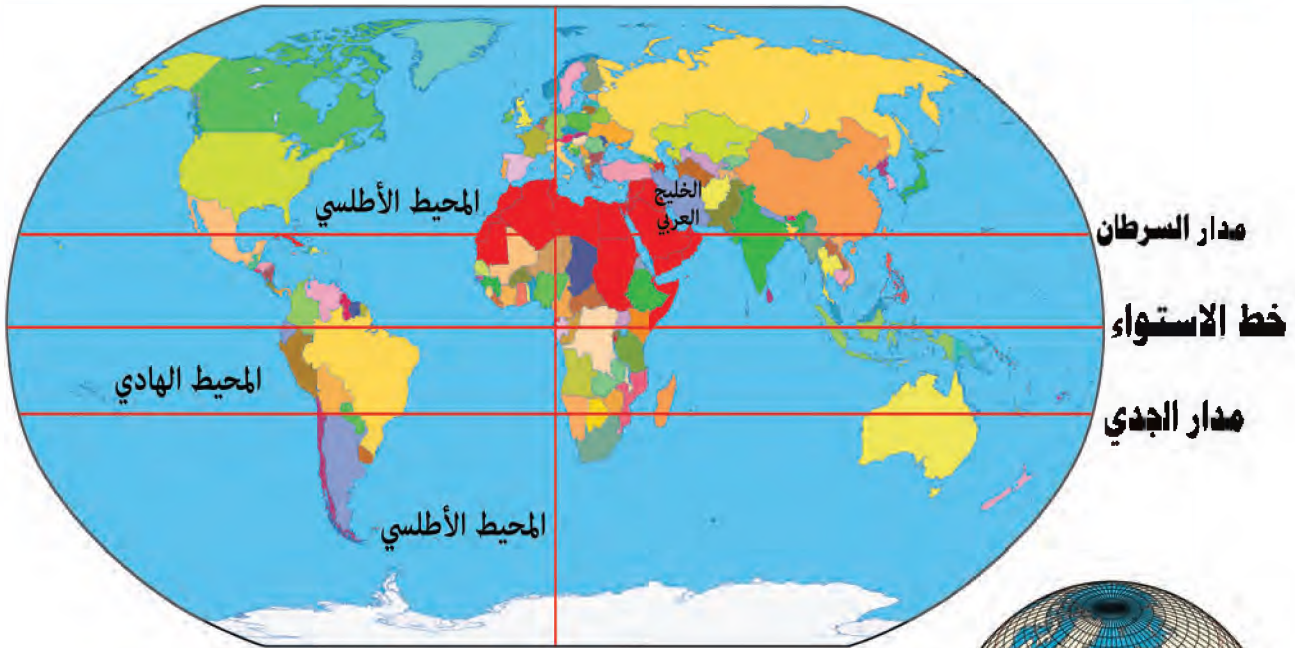 المحيط الأطلسي
الخليج
العربي
مدار السرطان
خط الاستواء
المحيط الهادي
مدار الجدي
المحيط الأطلسي